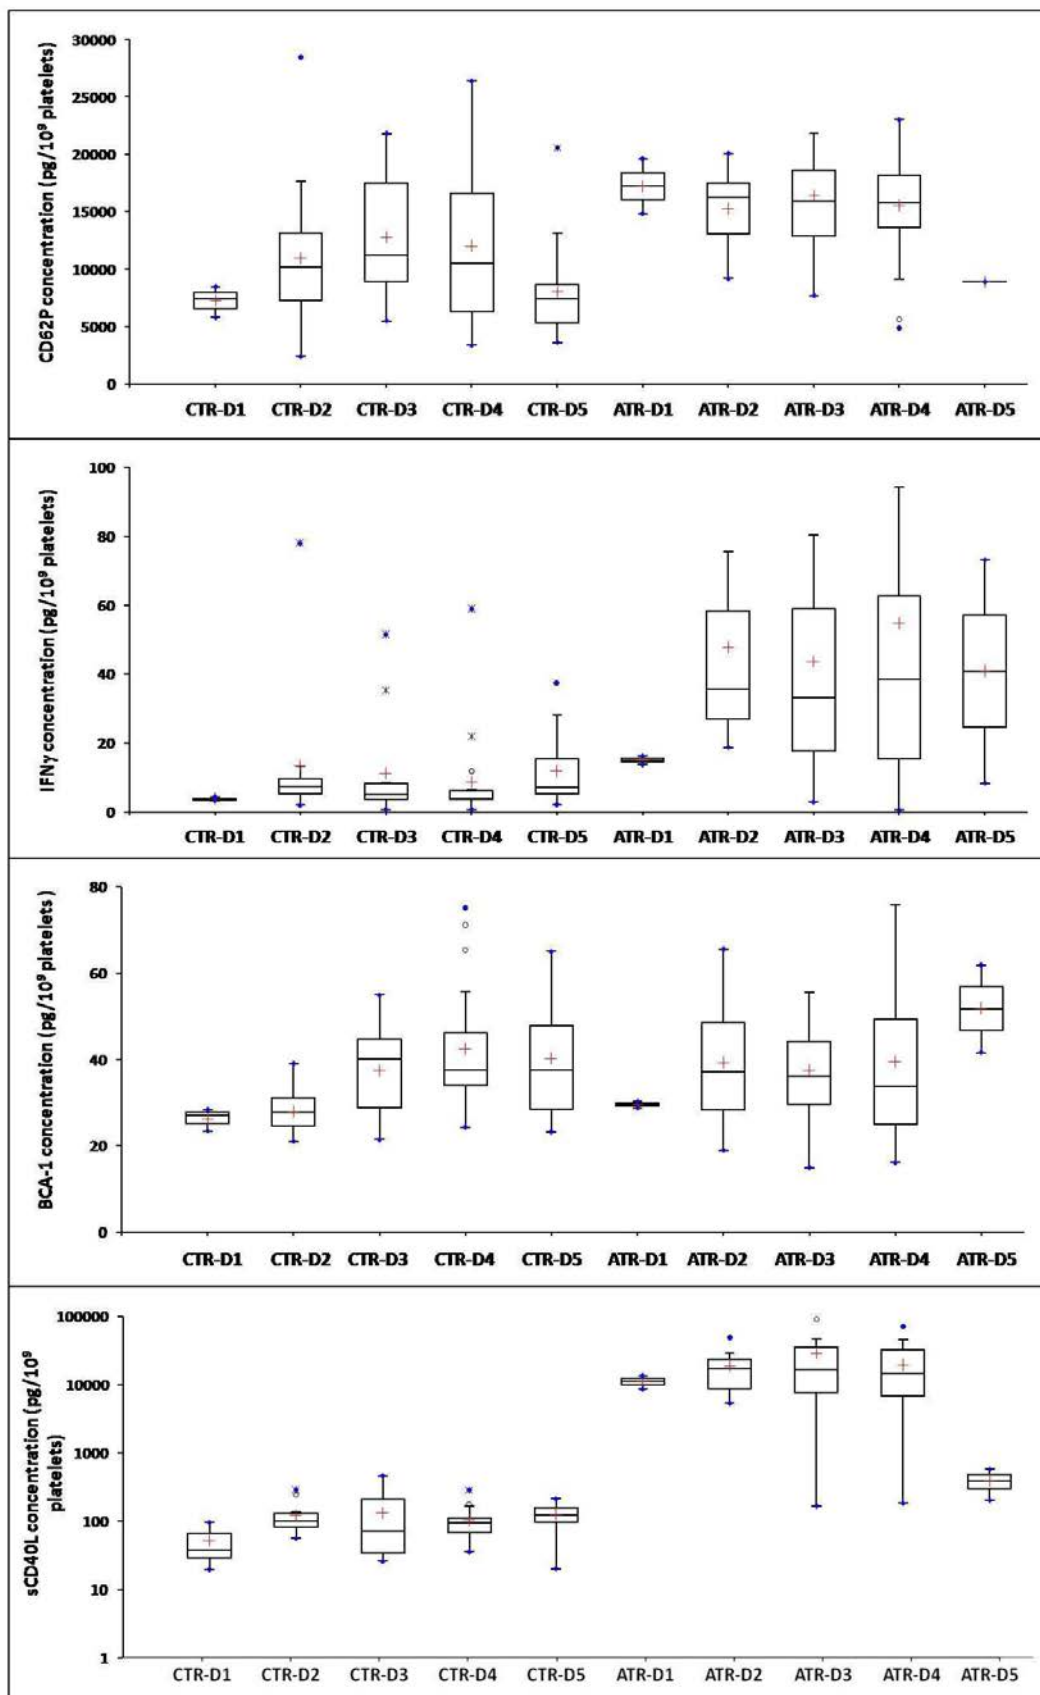 CD62P concentration (pg/10⁹ platelets)
30000
25000
20000
15000
10000
5000
0
CTR-D1 CTR-D2 CTR-D3 CTR-D4 CTR-D5 ATR-D1 ATR-D2 ATR-D3 ATR-D4 ATR-D5
IFNγ concentration (pg/10⁹ platelets)
100
80
60
40
20
0
CTR-D1 CTR-D2 CTR-D3 CTR-D4 CTR-D5 ATR-D1 ATR-D2 ATR-D3 ATR-D4 ATR-D5
BCA-1 concentration (pg/10⁹ platelets )
80
60
40
20
0
CTR-D1 CTR-D2 CTR-D3 CTR-D4 CTR-D5 ATR-D1 ATR-D2 ATR-D3 ATR-D4 ATR-D5
sCD40L concentration (pg/10⁹
platelets)
100000
10000
1000
100
10
1
CTR-D1 CTR-D2 CTR-D3 CTR-D4 CTR-D5 ATR-D1 ATR-D2 ATR-D3 ATR-D4 ATR-D5